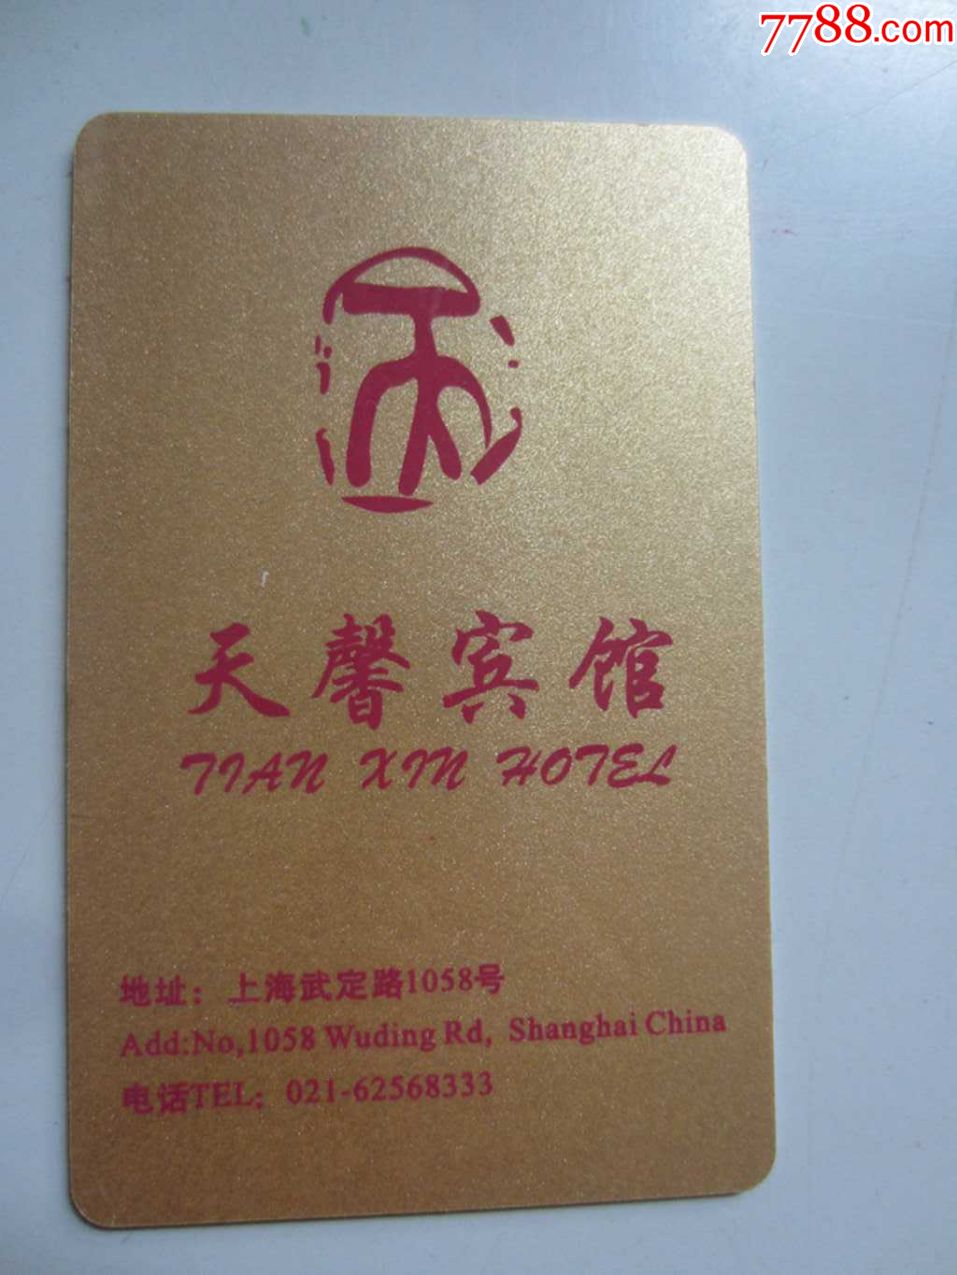 7788.com
天馨宾馆
TIAN XIN HOTEL
地址：上海武定路1058号
Add:No,1058 Wuding Rd, Shanghai China
电话TEL：021-62568333